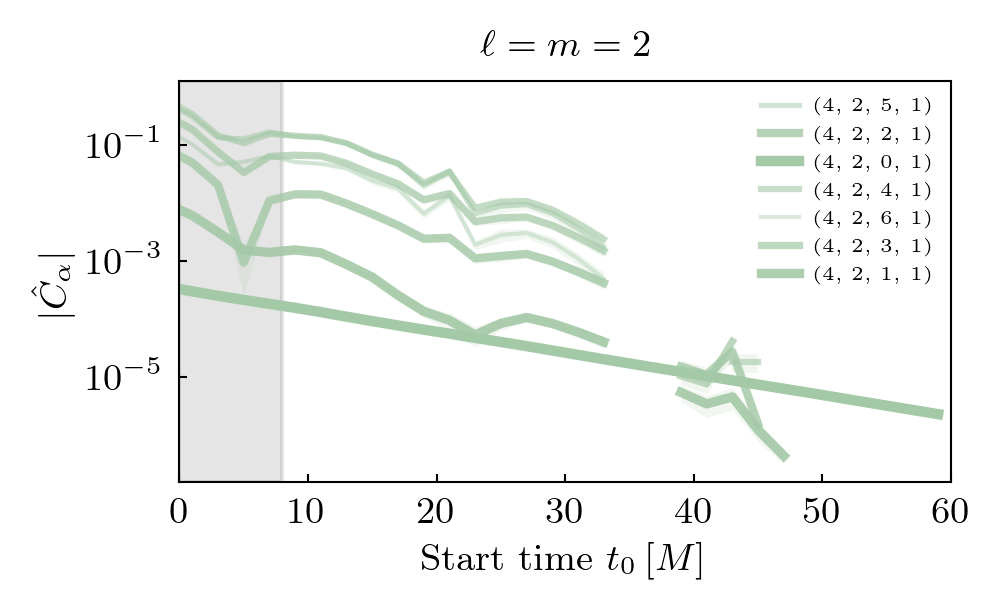 ℓ = m = 2
|Ĉ_α|
10⁻¹
10⁻³
10⁻⁵
(4, 2, 5, 1)
(4, 2, 2, 1)
(4, 2, 0, 1)
(4, 2, 4, 1)
(4, 2, 6, 1)
(4, 2, 3, 1)
(4, 2, 1, 1)
0 10 20 30 40 50 60
Start time t₀ [M]